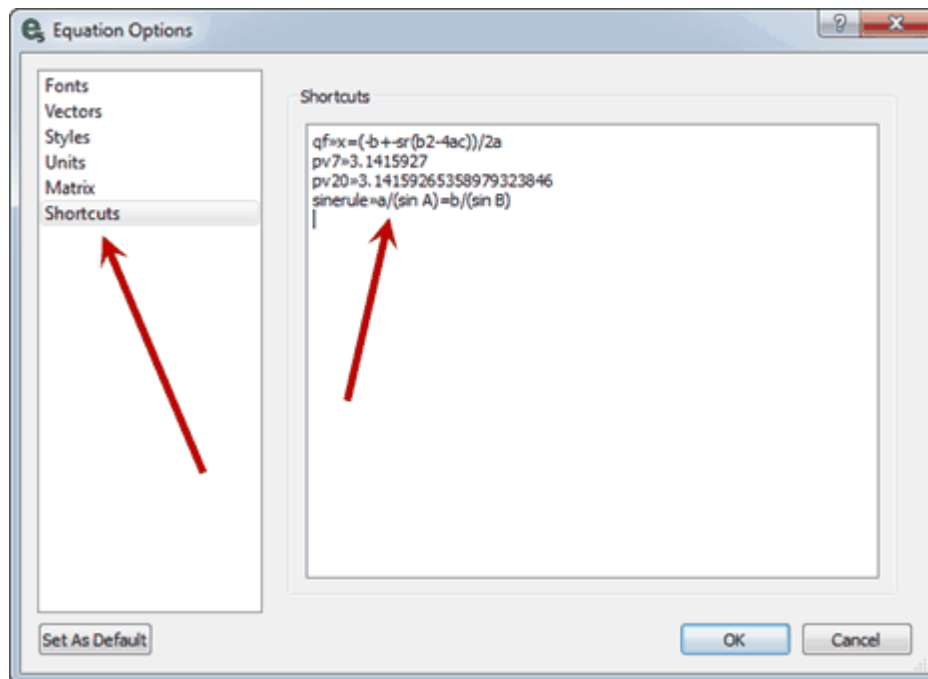 Equation Options
Fonts
Vectors
Styles
Units
Matrix
Shortcuts
Shortcuts
qf»x=(-b+-sr(b2-4ac))/2a
pv7»3.1415927
pv20»3.14159265358979323846
sinerule»a/(sin A)=b/(sin B)
Set As Default
OK
Cancel